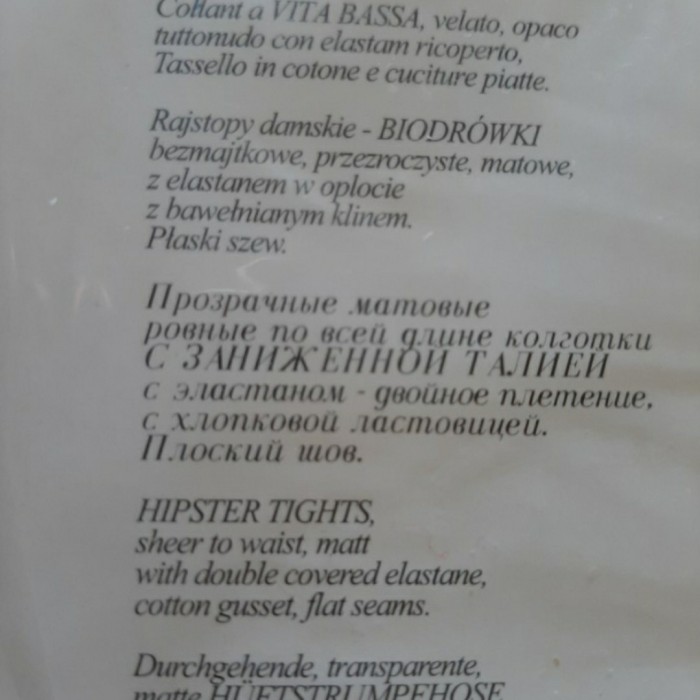 Collant a VITA BASSA, velato, opaco
tuttonudo con elastam ricoperto,
Tassello in cotone e cuciture piatte.
Rajstopy damskie - BIODRÓWKI
bezmajtkowe, przezroczyste, matowe,
z elastanem w oplocie
z bawełnianym klinem.
Płaski szew.
Прозрачные матовые
ровные по всей длине колготки
С ЗАНИЖЕННОЙ ТАЛИЕЙ
с эластаном - двойное плетение,
с хлопковой ластовицей.
Плоский шов.
HIPSTER TIGHTS,
sheer to waist, matt
with double covered elastane,
cotton gusset, flat seams.
Durchgehende, transparente,
matte HÜFTSTRUMPFHOSE